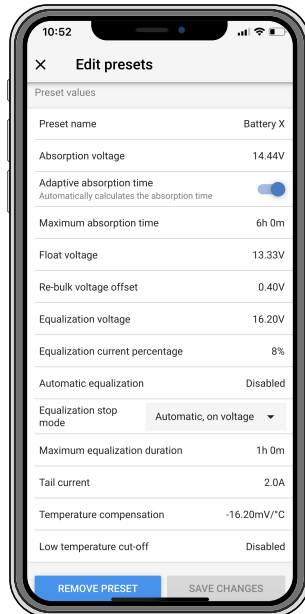 10:52
× Edit presets
Preset values
Preset name Battery X
Absorption voltage 14.44V
Adaptive absorption time
Automatically calculates the absorption time
Maximum absorption time 6h 0m
Float voltage 13.33V
Re-bulk voltage offset 0.40V
Equalization voltage 16.20V
Equalization current percentage 8%
Automatic equalization Disabled
Equalization stop
mode Automatic, on voltage
Maximum equalization duration 1h 0m
Tail current 2.0A
Temperature compensation -16.20mV/°C
Low temperature cut-off Disabled
REMOVE PRESET SAVE CHANGES